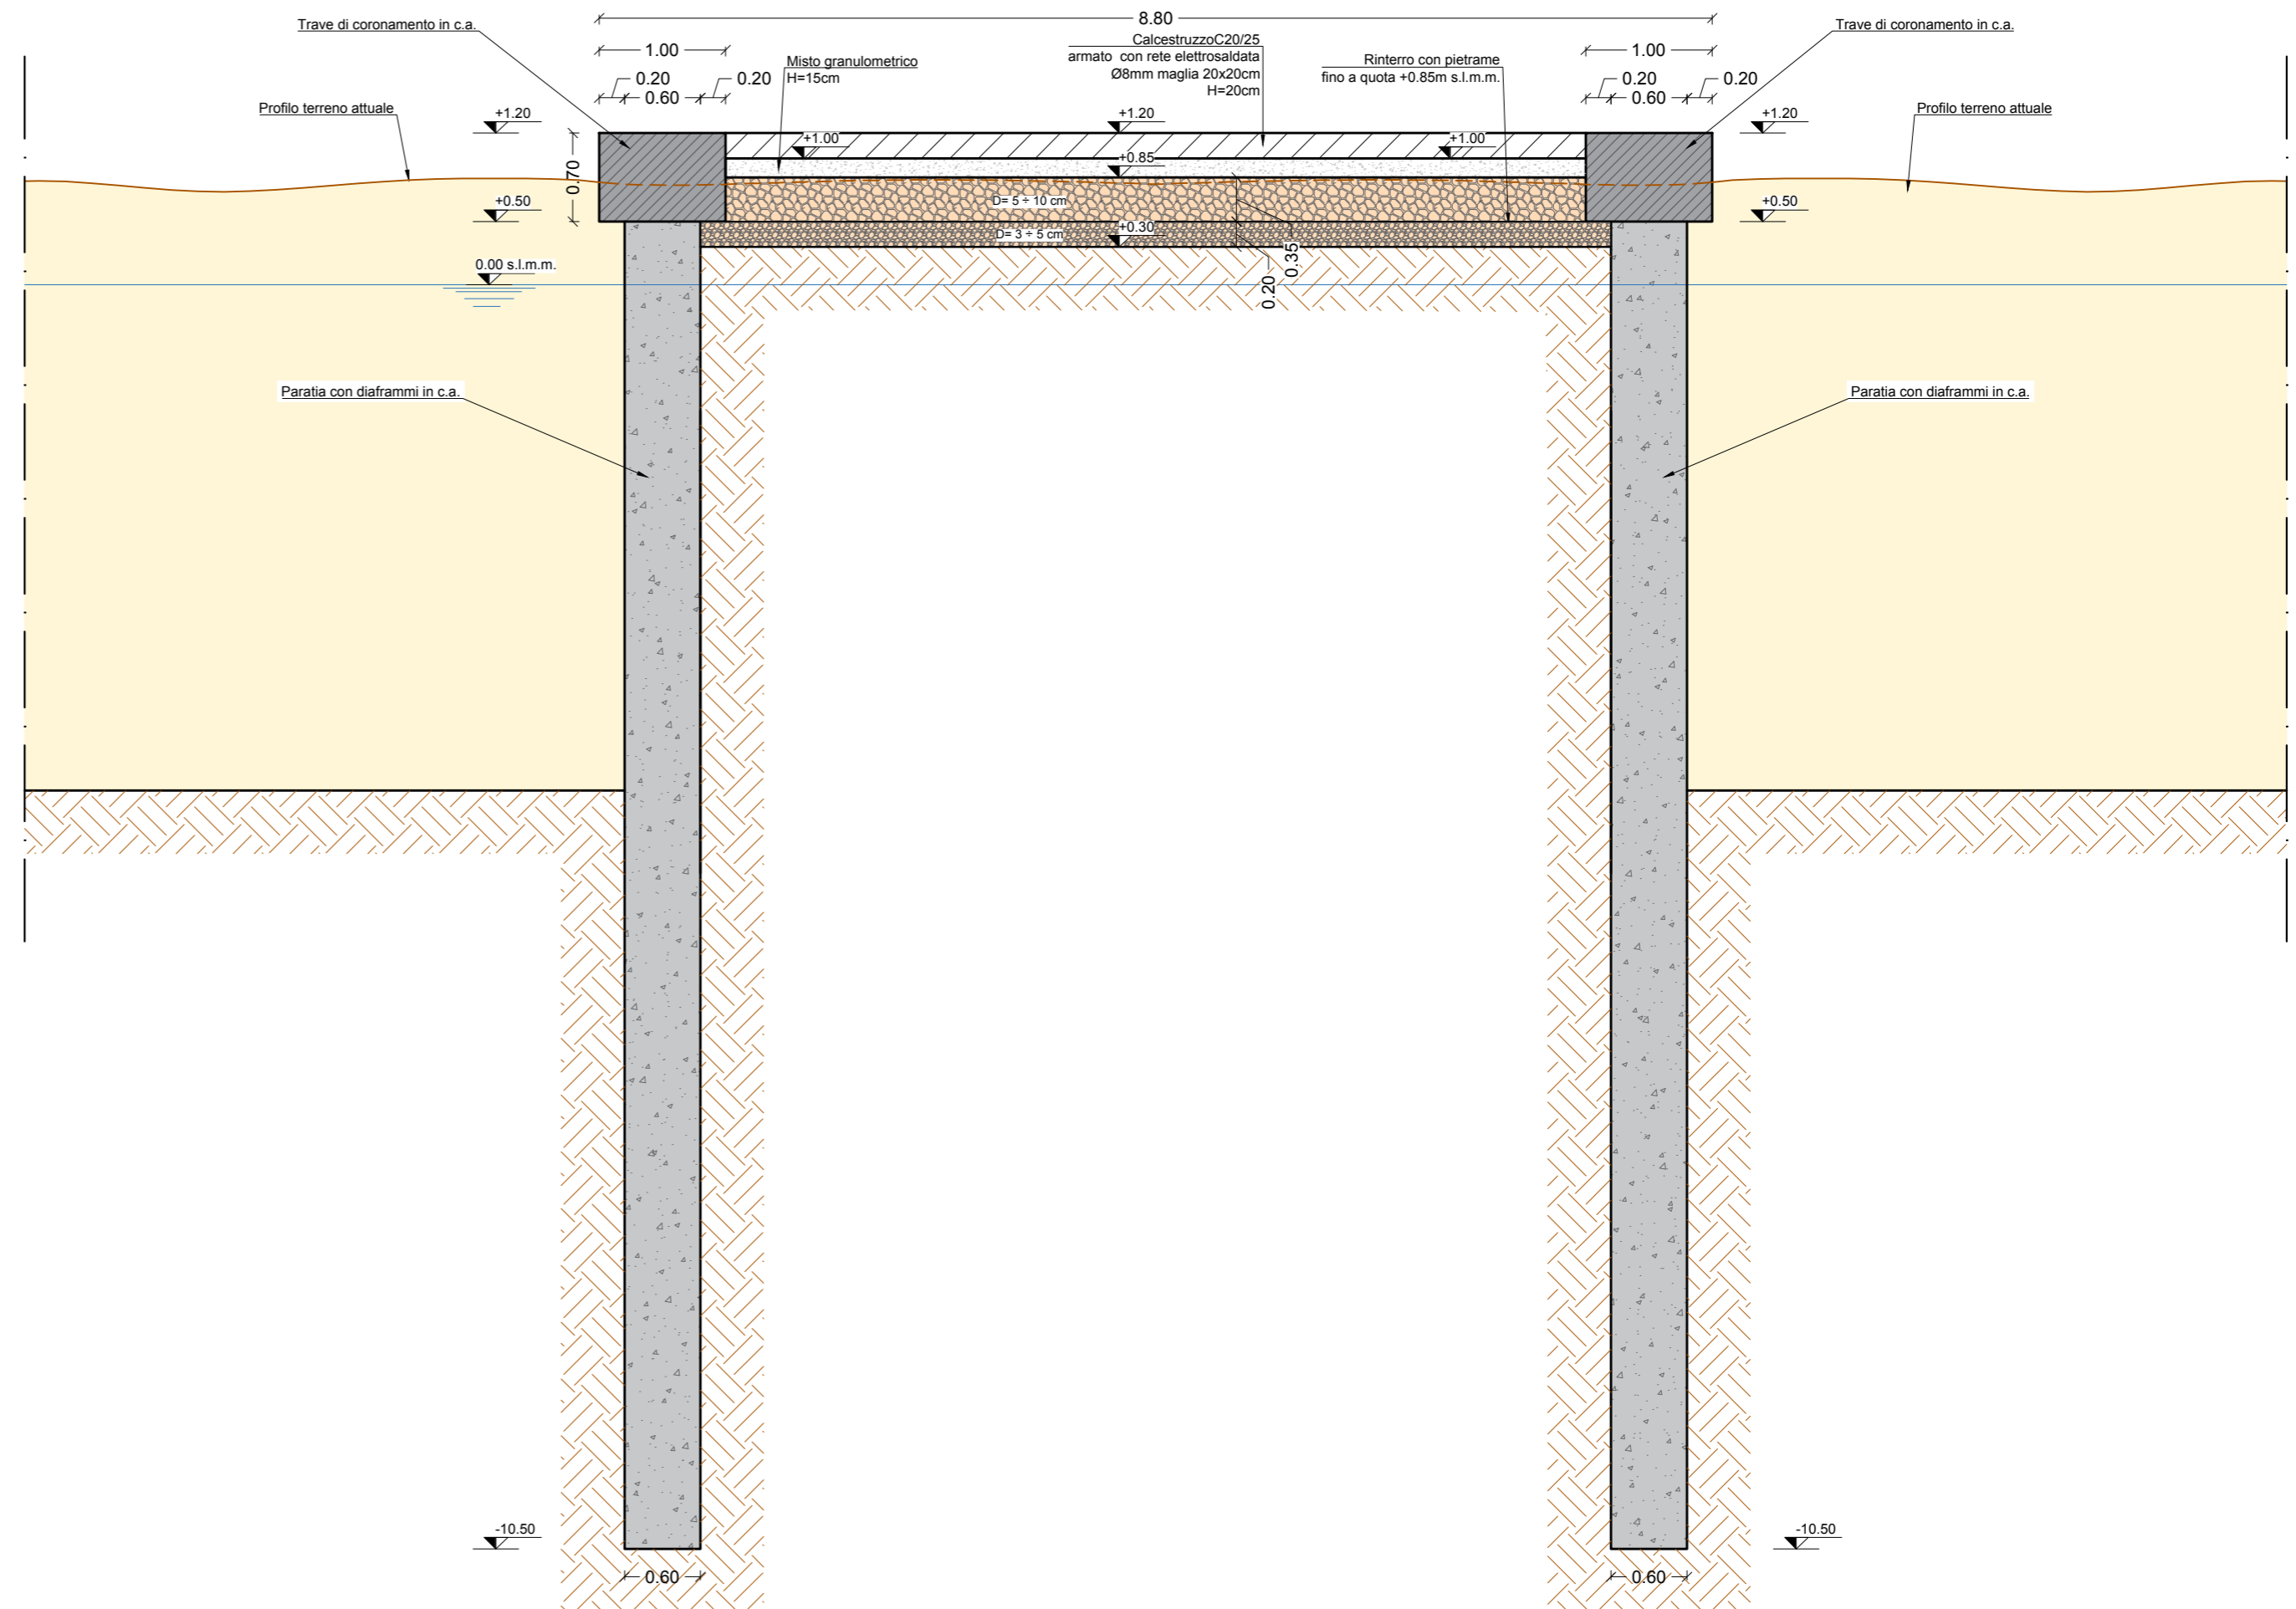 8.80
Trave di coronamento in c.a.
Trave di coronamento in c.a.
1.00
CalcestruzzoC20/25
armato con rete elettrosaldata
Ø8mm maglia 20x20cm
H=20cm
1.00
Misto granulometrico
H=15cm
Rinterro con pietrame
fino a quota +0.85m s.l.m.m.
0.20
0.20
0.60
0.20
0.20
0.60
Profilo terreno attuale
Profilo terreno attuale
+1.20
+1.20
+1.20
+1.00
+1.00
+0.85
0.70
+0.50
D= 5 ÷ 10 cm
+0.50
+0.30
D= 3 ÷ 5 cm
0.35
0.20
0.00 s.l.m.m.
Paratia con diaframmi in c.a.
Paratia con diaframmi in c.a.
-10.50
-10.50
0.60
0.60